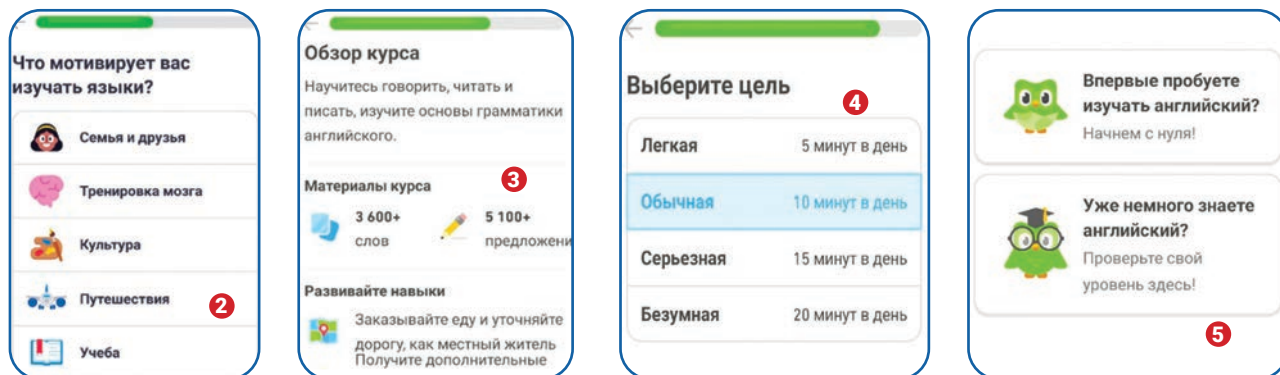 Что мотивирует вас
изучать языки?
Семья и друзья
Тренировка мозга
Культура
Путешествия
2
Учеба
Обзор курса
Научитесь говорить, читать и
писать, изучите основы грамматики
английского.
Материалы курса
3
3 600+
слов
5 100+
предложени
Развивайте навыки
Заказывайте еду и уточняйте
дорогу, как местный житель
Получите дополнительные
Выберите цель
4
Легкая 5 минут в день
Обычная 10 минут в день
Серьезная 15 минут в день
Безумная 20 минут в день
Впервые пробуете
изучать английский?
Начнем с нуля!
Уже немного знаете
английский?
Проверьте свой
уровень здесь!
5